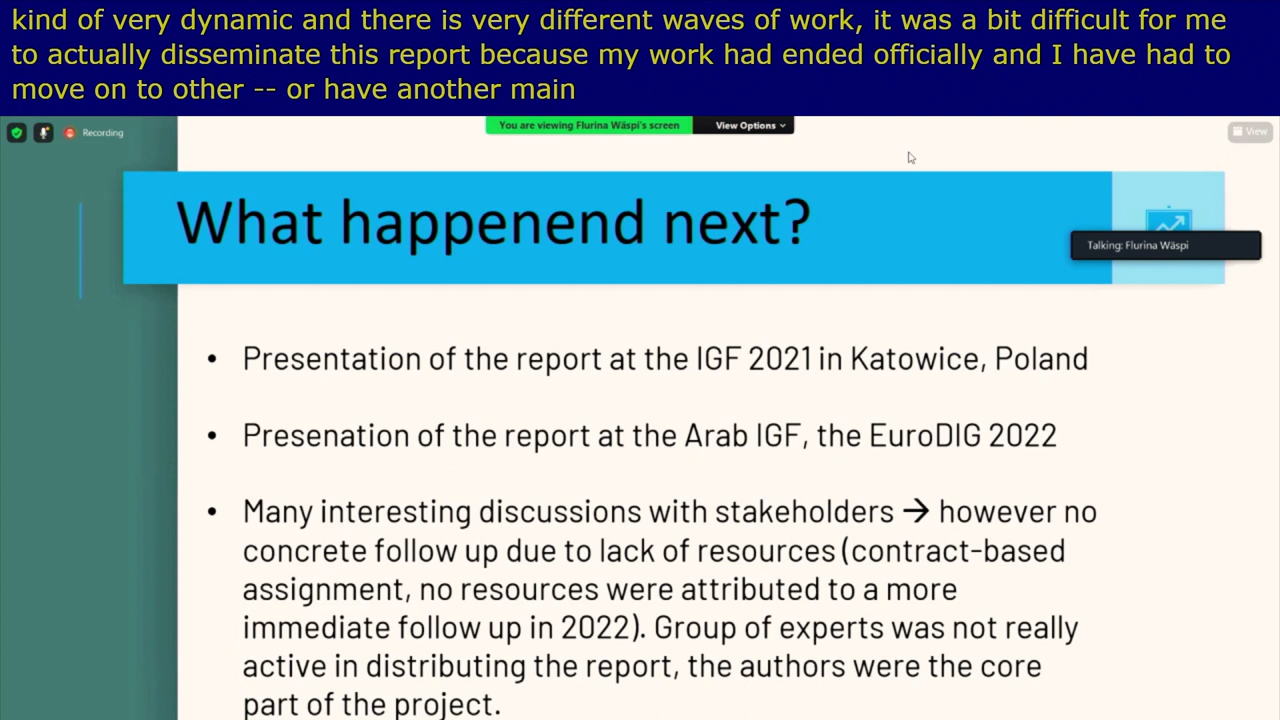 kind of very dynamic and there is very different waves of work, it was a bit difficult for me
to actually disseminate this report because my work had ended officially and I have had to
move on to other -- or have another main
Recording
You are viewing Flurina Wäspi's screen
View Options
View
What happenend next?
Talking: Flurina Wäspi
• Presentation of the report at the IGF 2021 in Katowice, Poland
• Presenation of the report at the Arab IGF, the EuroDIG 2022
• Many interesting discussions with stakeholders → however no
concrete follow up due to lack of resources (contract-based
assignment, no resources were attributed to a more
immediate follow up in 2022). Group of experts was not really
active in distributing the report, the authors were the core
part of the project.